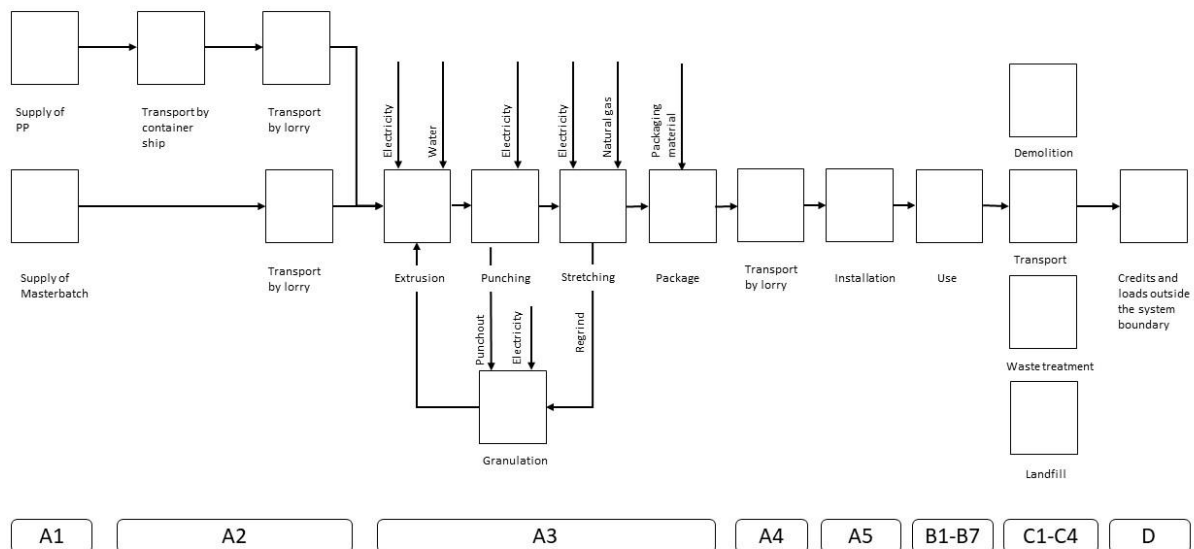 Supply of
PP
Transport by
container
ship
Transport
by lorry
Electricity
Water
Electricity
Electricity
Natural gas
Packaging
material
Demolition
Supply of
Masterbatch
Transport
by lorry
Extrusion
Punching
Stretching
Package
Transport
by lorry
Installation
Use
Transport
Credits and
loads outside
the system
boundary
Punchout
Electricity
Regrind
Waste treatment
Granulation
Landfill
A1
A2
A3
A4
A5
B1-B7
C1-C4
D